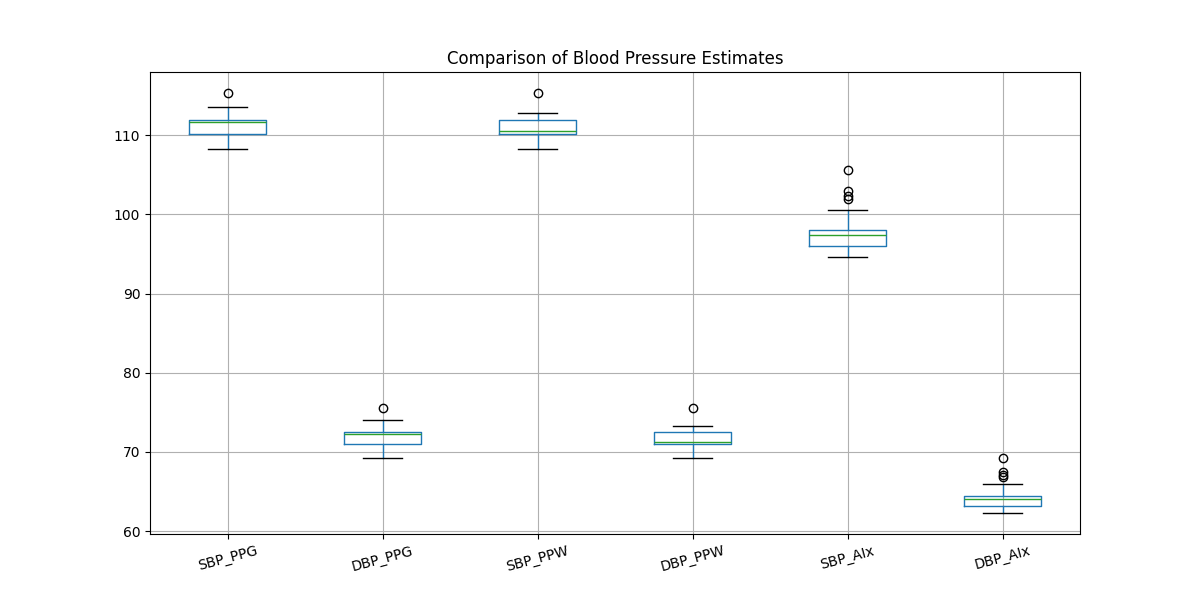 Comparison of Blood Pressure Estimates
110
100
90
80
70
60
SBP_PPG
DBP_PPG
SBP_PPW
DBP_PPW
SBP_AIx
DBP_AIx